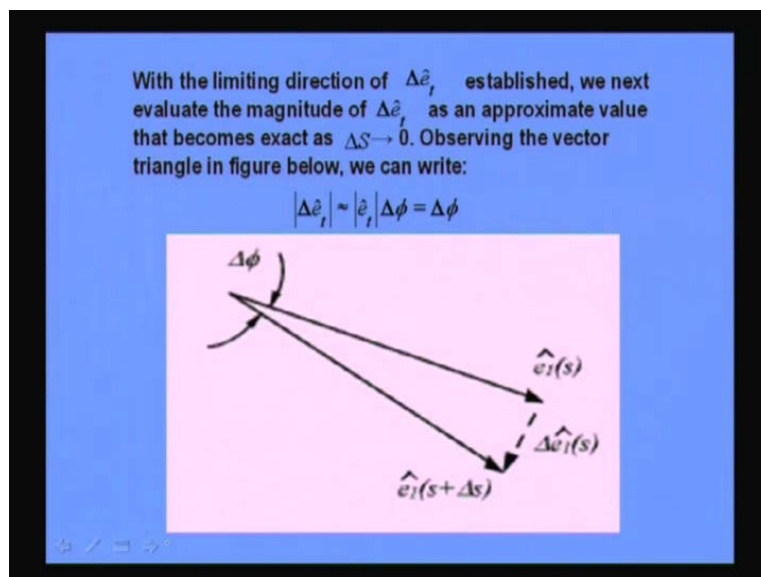 With the limiting direction of Δê_t established, we next
evaluate the magnitude of Δê_t as an approximate value
that becomes exact as ΔS→0. Observing the vector
triangle in figure below, we can write:
|Δê_t| ≈ |ê_t|Δϕ = Δϕ
Δϕ
ê_t(s)
Δê_t(s)
ê_t(s+Δs)